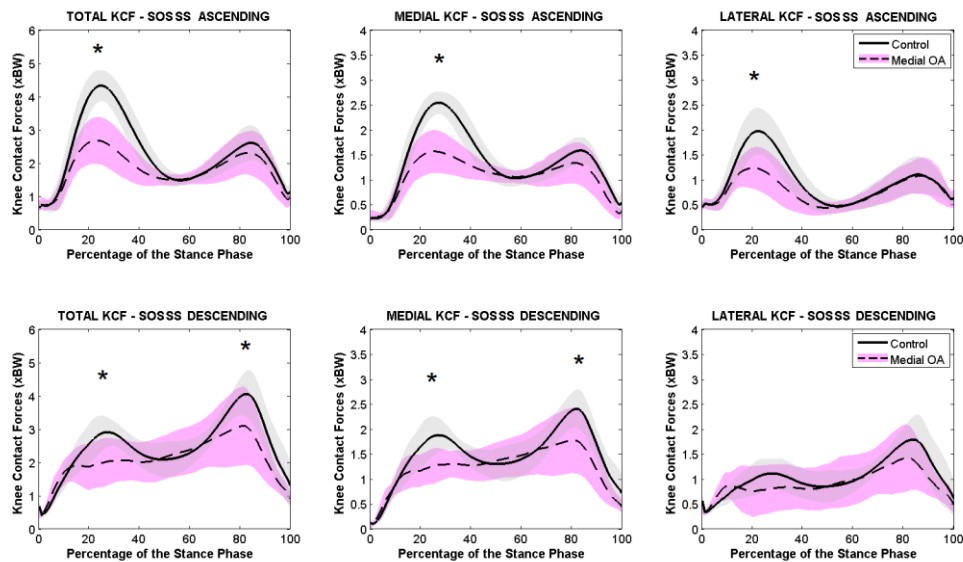 TOTAL KCF - SOSSS ASCENDING
Knee Contact Forces (xBW)
6
5
4
3
2
1
0
*
0 20 40 60 80 100
Percentage of the Stance Phase
MEDIAL KCF - SOSSS ASCENDING
Knee Contact Forces (xBW)
4
3.5
3
2.5
2
1.5
1
0.5
0
*
0 20 40 60 80 100
Percentage of the Stance Phase
LATERAL KCF - SOSSS ASCENDING
Knee Contact Forces (xBW)
4
3.5
3
2.5
2
1.5
1
0.5
0
*
Control
Medial OA
0 20 40 60 80 100
Percentage of the Stance Phase
TOTAL KCF - SOSSS DESCENDING
Knee Contact Forces (xBW)
6
5
4
3
2
1
0
* *
0 20 40 60 80 100
Percentage of the Stance Phase
MEDIAL KCF - SOSSS DESCENDING
Knee Contact Forces (xBW)
4
3.5
3
2.5
2
1.5
1
0.5
0
* *
0 20 40 60 80 100
Percentage of the Stance Phase
LATERAL KCF - SOSSS DESCENDING
Knee Contact Forces (xBW)
4
3.5
3
2.5
2
1.5
1
0.5
0
Control
Medial OA
0 20 40 60 80 100
Percentage of the Stance Phase